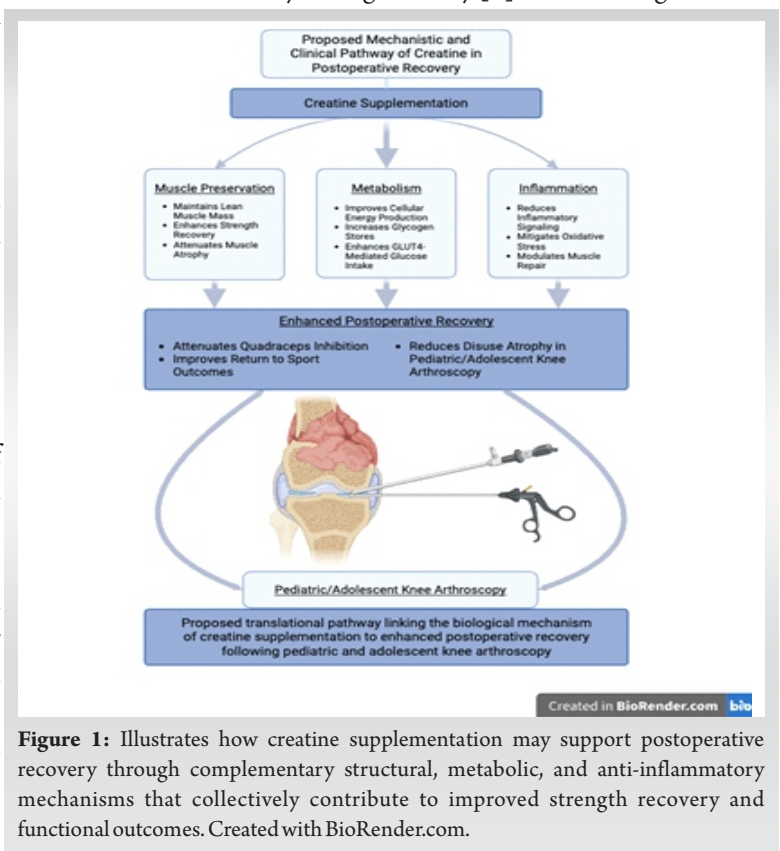 Proposed Mechanistic and
Clinical Pathway of Creatine in
Postoperative Recovery
Creatine Supplementation
Muscle Preservation
• Maintains Lean
Muscle Mass
• Enhances Strength
Recovery
• Attenuates Muscle
Atrophy
Metabolism
• Improves Cellular
Energy Production
• Increases Glycogen
Stores
• Enhances GLUT4-
Mediated Glucose
Intake
Inflammation
• Reduces
Inflammatory
Signaling
• Mitigates Oxidative
Stress
• Modulates Muscle
Repair
Enhanced Postoperative Recovery
• Attenuates Quadraceps Inhibition
• Improves Return to Sport
Outcomes
• Reduces Disuse Atrophy in
Pediatric/Adolescent Knee
Arthroscopy
Pediatric/Adolescent Knee Arthroscopy
Proposed translational pathway linking the biological mechanism
of creatine supplementation to enhanced postoperative recovery
following pediatric and adolescent knee arthroscopy
Created in BioRender.com bio
Figure 1: Illustrates how creatine supplementation may support postoperative
recovery through complementary structural, metabolic, and anti-inflammatory
mechanisms that collectively contribute to improved strength recovery and
functional outcomes. Created with BioRender.com.